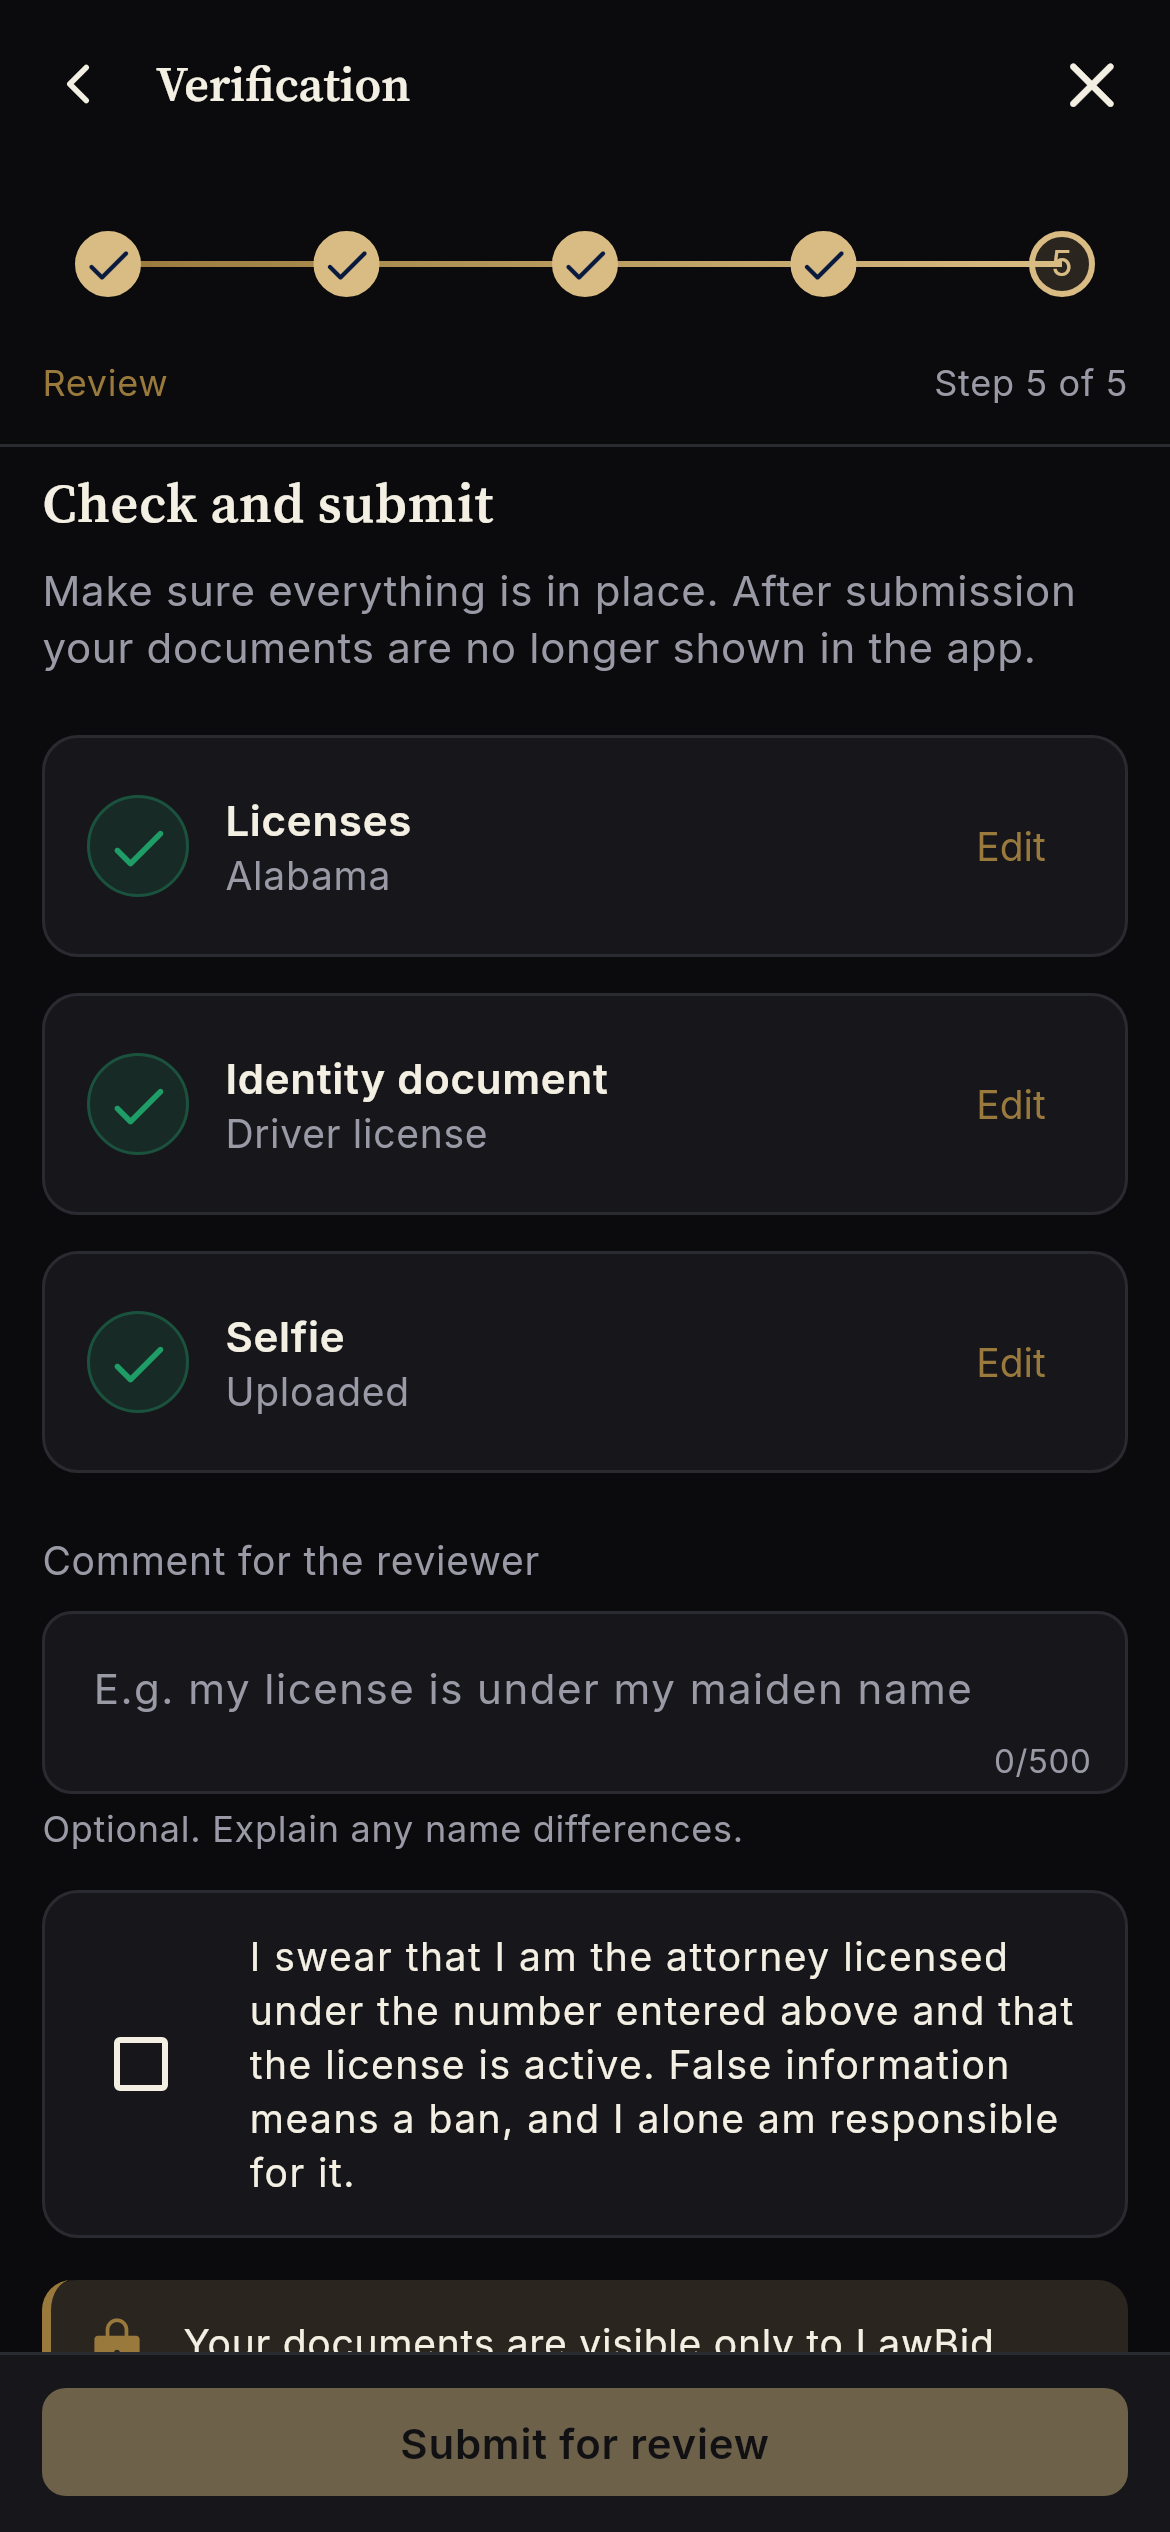 Verification
5
Review
Step 5 of 5
Check and submit
Make sure everything is in place. After submission
your documents are no longer shown in the app.
Licenses
Alabama
Edit
Identity document
Driver license
Edit
Selfie
Uploaded
Edit
Comment for the reviewer
E.g. my license is under my maiden name
0/500
Optional. Explain any name differences.
I swear that I am the attorney licensed
under the number entered above and that
the license is active. False information
means a ban, and I alone am responsible
for it.
Your documents are visible only to LawBid
Submit for review